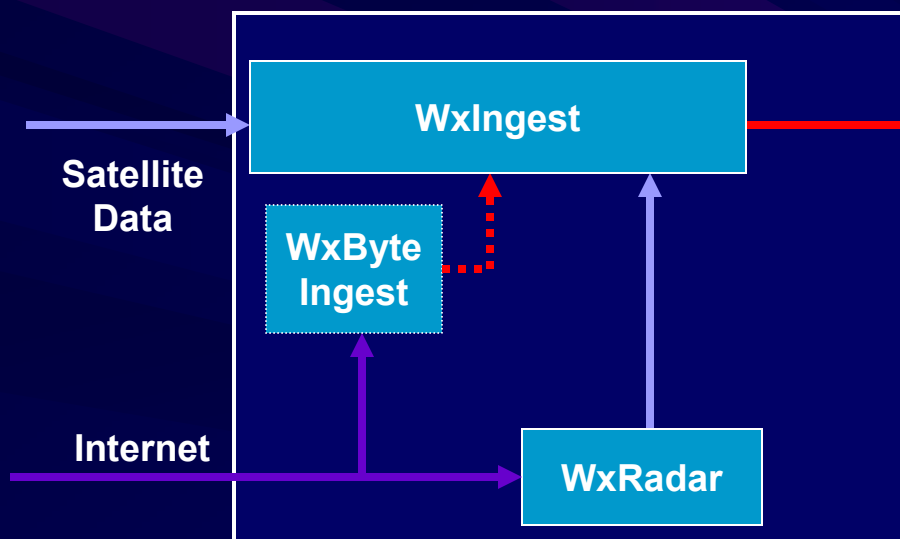 WxIngest
Satellite
Data
WxByte
Ingest
Internet
WxRadar